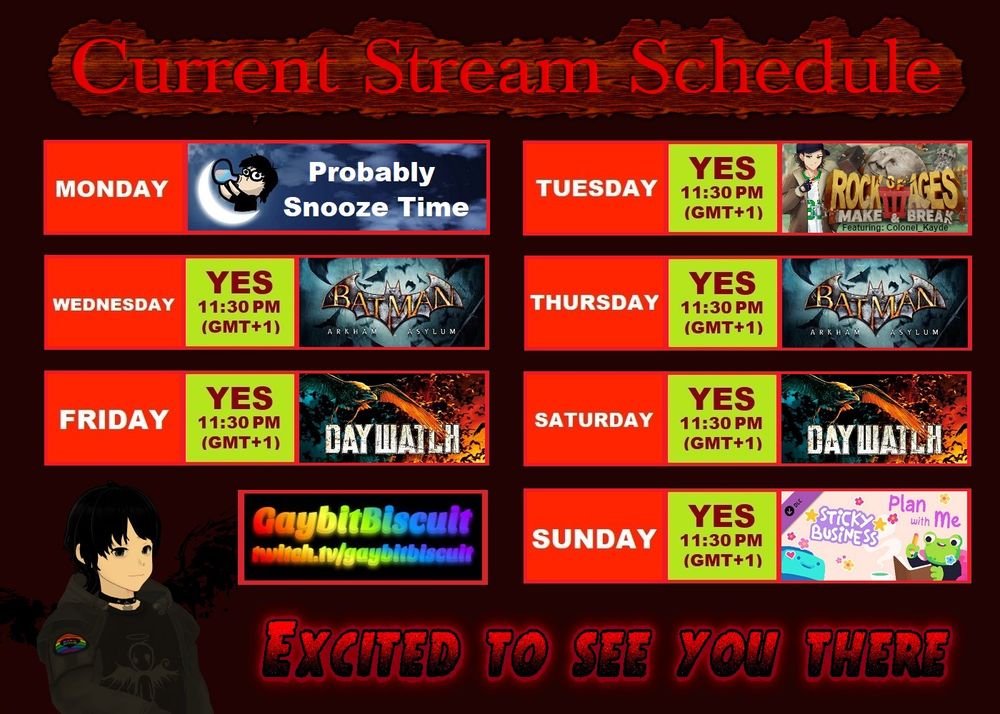 Current Stream Schedule
MONDAY
Probably
Snooze Time
TUESDAY
YES
11:30 PM
(GMT+1)
ROCK OF AGES
III
MAKE & BREAK
Featuring: Colonel_Kayde
WEDNESDAY
YES
11:30 PM
(GMT+1)
BATMAN
ARKHAM ASYLUM
THURSDAY
YES
11:30 PM
(GMT+1)
BATMAN
ARKHAM ASYLUM
FRIDAY
YES
11:30 PM
(GMT+1)
DAYWATCH
SATURDAY
YES
11:30 PM
(GMT+1)
DAYWATCH
GaybitBiscuit
twitch.tv/gaybitbiscuit
SUNDAY
YES
11:30 PM
(GMT+1)
DLC
STICKY
BUSINESS
Plan
with Me
EXCITED TO SEE YOU THERE